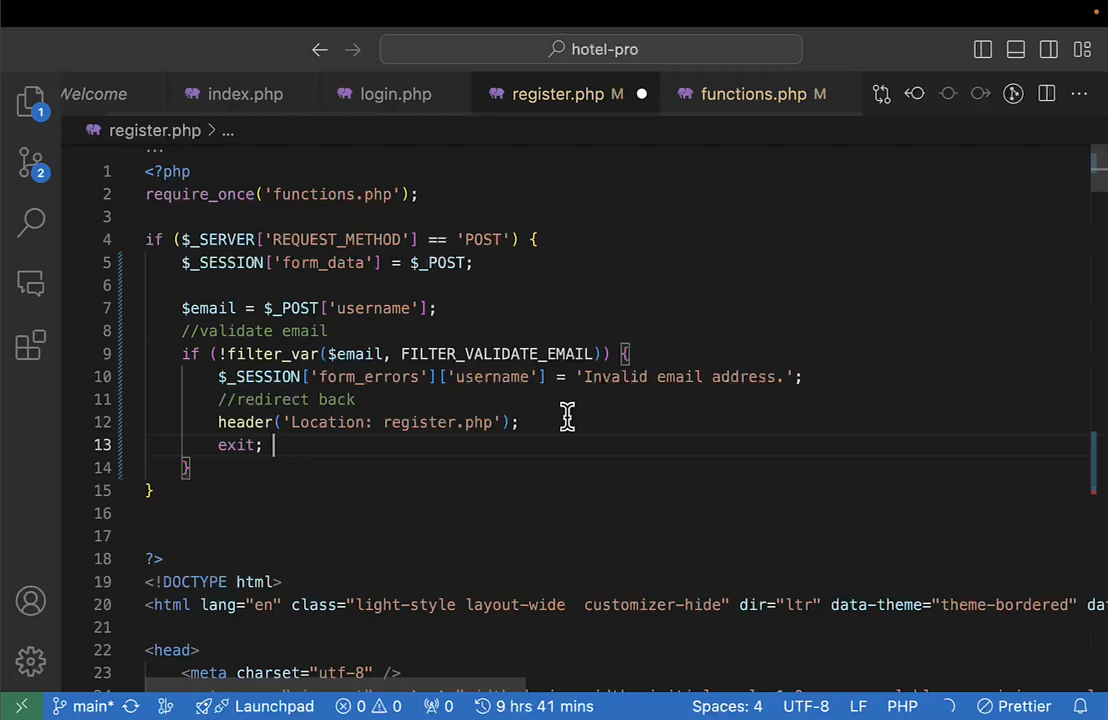 hotel-pro
Welcome index.php login.php register.php M functions.php M
register.php > ...
1
2
...
1 <?php
2 require_once('functions.php');
3
4 if ($_SERVER['REQUEST_METHOD'] == 'POST') {
5 $_SESSION['form_data'] = $_POST;
6
7 $email = $_POST['username'];
8 //validate email
9 if (!filter_var($email, FILTER_VALIDATE_EMAIL)) {
10 $_SESSION['form_errors']['username'] = 'Invalid email address.';
11 //redirect back
12 header('Location: register.php');
13 exit;
14 }
15 }
16
17
18 ?>
19 <!DOCTYPE html>
20 <html lang="en" class="light-style layout-wide  customizer-hide" dir="ltr" data-theme="theme-bordered" dat
21
22 <head>
23 <meta charset="utf-8" />
main* Launchpad 0 0 0 9 hrs 41 mins Spaces: 4 UTF-8 LF PHP Prettier